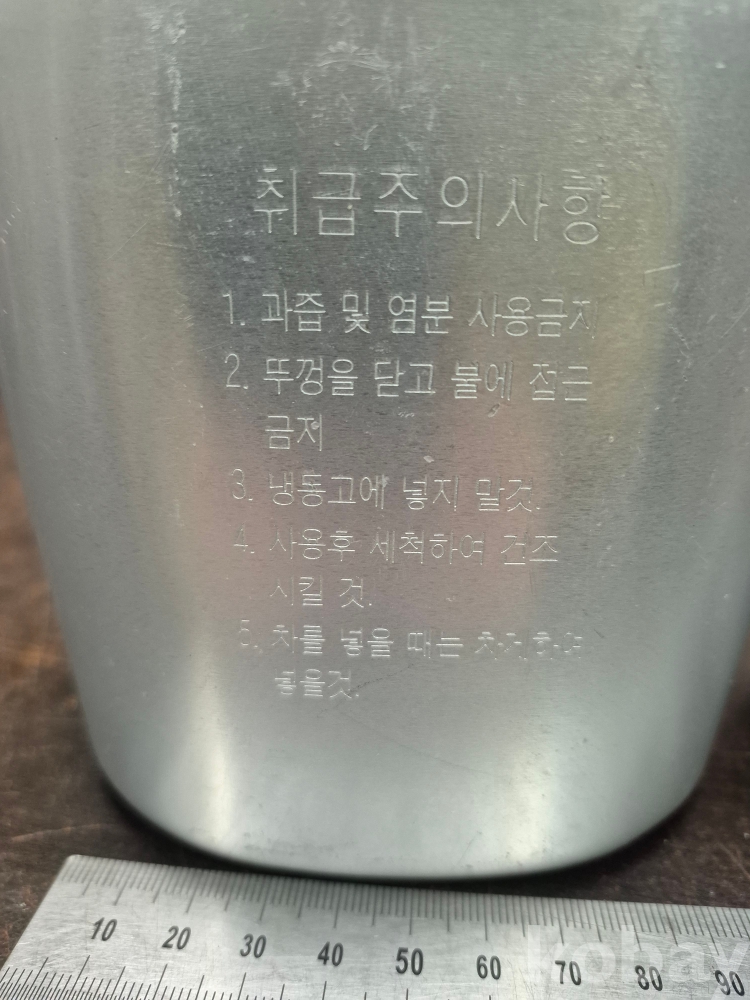 취급주의사항
1. 과즙 및 염분 사용금지
2. 뚜껑을 닫고 불에 접근
금지
3. 냉동고에 넣지 말것.
4. 사용후 세척하여 건조
시킬 것.
5. 차를 넣을 때는
넣을것.
10 20 30 40 50 60 70 80 90
kobay